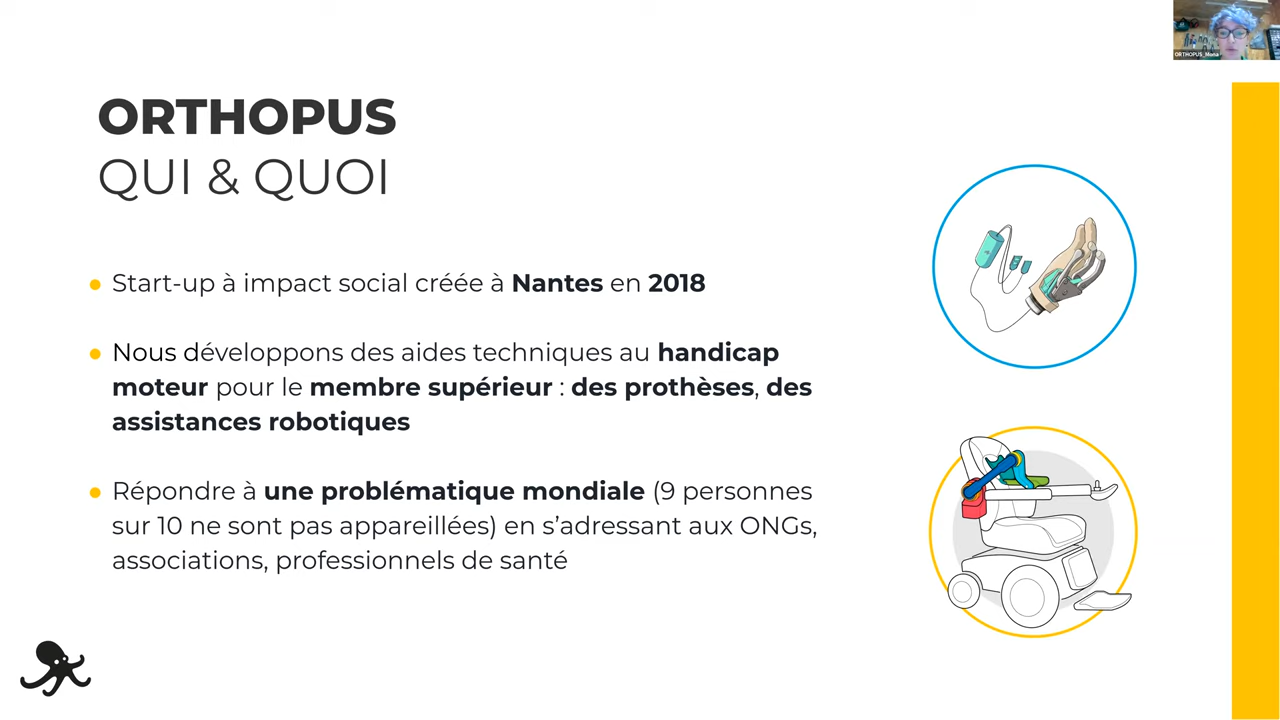 ORTHOPUS_Mona
ORTHOPUS
QUI & QUOI
Start-up à impact social créée à Nantes en 2018
Nous développons des aides techniques au handicap
moteur pour le membre supérieur : des prothèses, des
assistances robotiques
Répondre à une problématique mondiale (9 personnes
sur 10 ne sont pas appareillées) en s’adressant aux ONGs,
associations, professionnels de santé